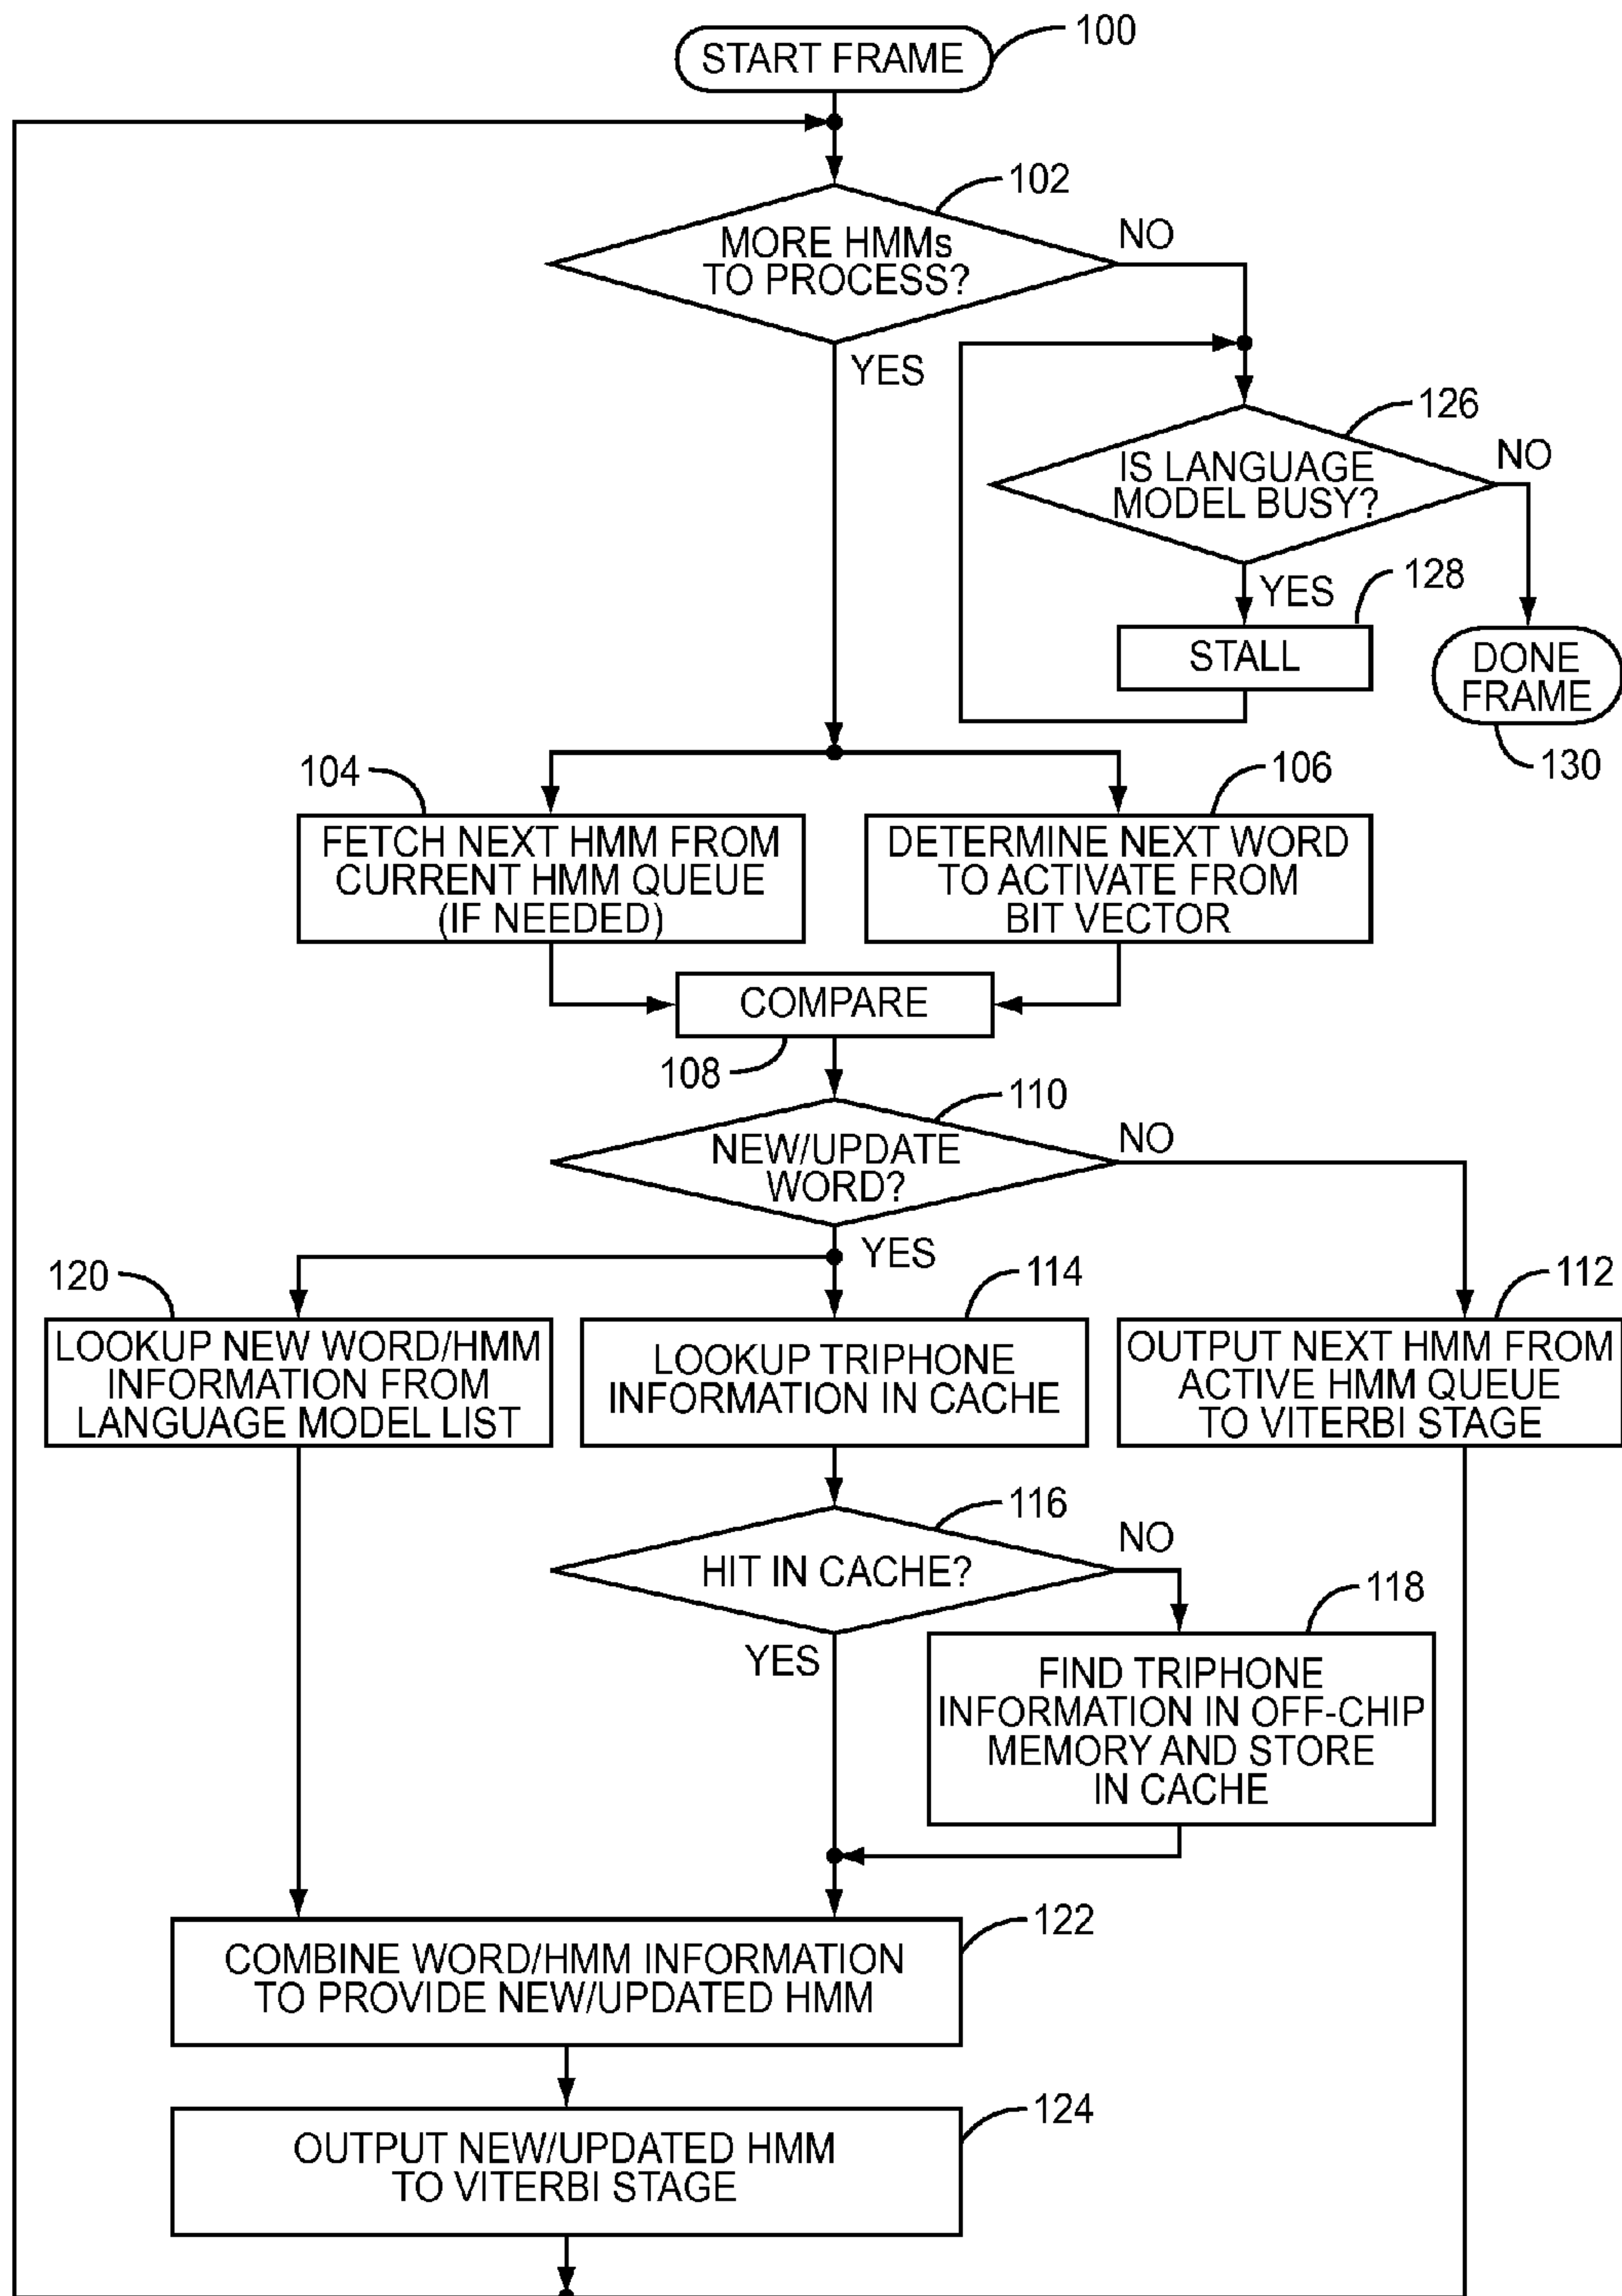 START FRAME
100
102
MORE HMMs
TO PROCESS?
NO
YES
126
IS LANGUAGE
MODEL BUSY?
NO
YES
128
STALL
DONE
FRAME
130
104
106
FETCH NEXT HMM FROM
CURRENT HMM QUEUE
(IF NEEDED)
DETERMINE NEXT WORD
TO ACTIVATE FROM
BIT VECTOR
COMPARE
108
110
NEW/UPDATE
WORD?
NO
YES
120
114
112
LOOKUP NEW WORD/HMM
INFORMATION FROM
LANGUAGE MODEL LIST
LOOKUP TRIPHONE
INFORMATION IN CACHE
OUTPUT NEXT HMM FROM
ACTIVE HMM QUEUE
TO VITERBI STAGE
116
HIT IN CACHE?
NO
YES
118
FIND TRIPHONE
INFORMATION IN OFF-CHIP
MEMORY AND STORE
IN CACHE
122
COMBINE WORD/HMM INFORMATION
TO PROVIDE NEW/UPDATED HMM
124
OUTPUT NEW/UPDATED HMM
TO VITERBI STAGE